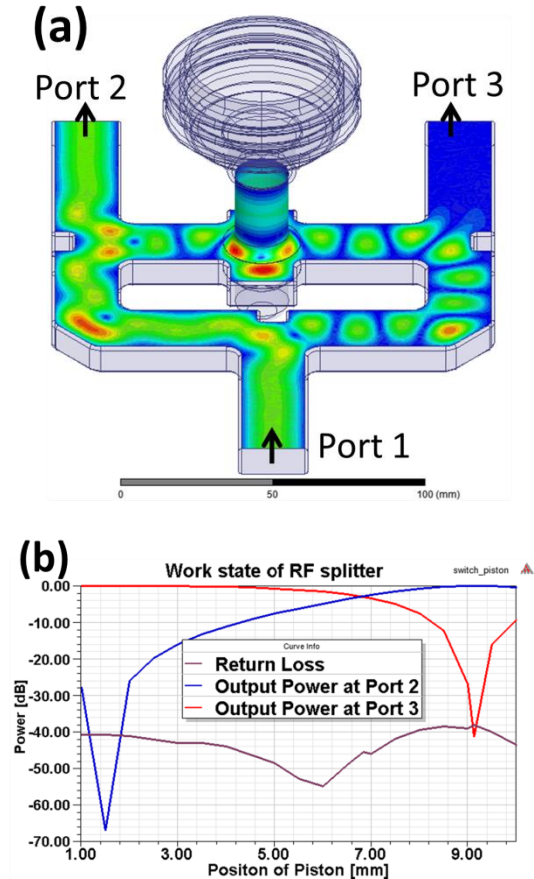 (a)
Port 2
Port 3
Port 1
0
50
100 (mm)
(b)
Work state of RF splitter
switch_piston
Curve Info
Return Loss
Output Power at Port 2
Output Power at Port 3
Power [dB]
0.00
-10.00
-20.00
-30.00
-40.00
-50.00
-60.00
-70.00
1.00
3.00
5.00
7.00
9.00
Positon of Piston [mm]